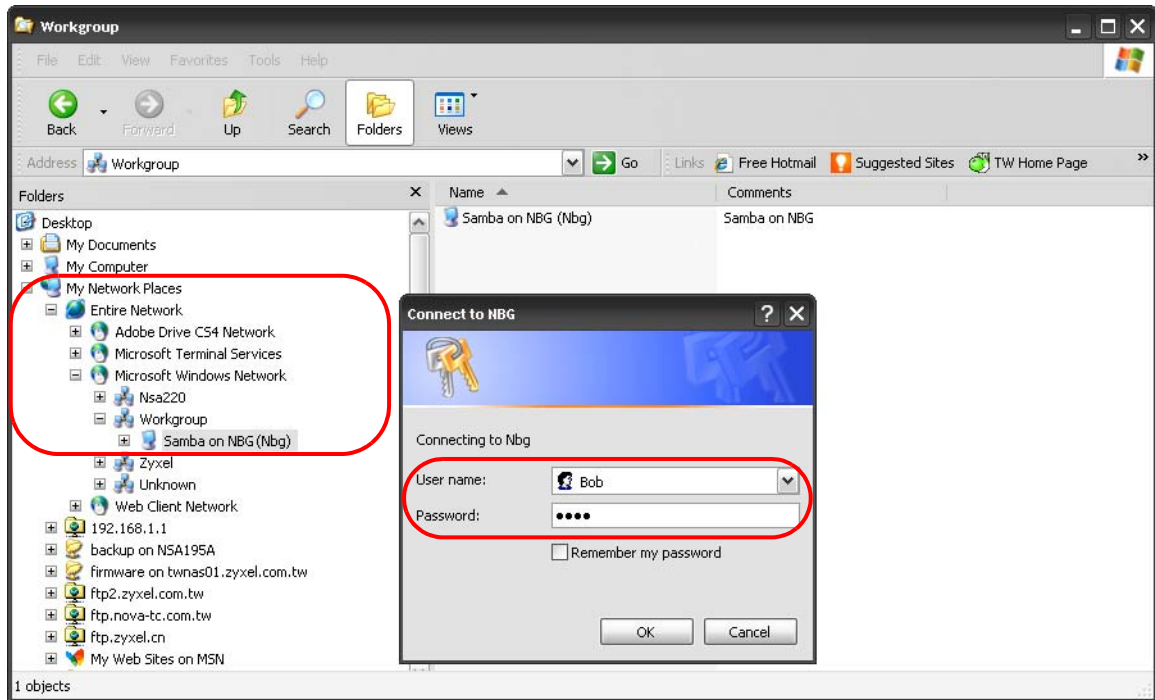 Workgroup
File Edit View Favorites Tools Help
Back Forward Up Search Folders Views
Address Workgroup Go Links Free Hotmail Suggested Sites TW Home Page »
Folders
Name Comments
Desktop
My Documents
My Computer
My Network Places
Entire Network
Adobe Drive CS4 Network
Microsoft Terminal Services
Microsoft Windows Network
Nsa220
Workgroup
Samba on NBG (Nbg)
Zyxel
Unknown
Web Client Network
192.168.1.1
backup on NSA195A
firmware on twnas01.zyxel.com.tw
ftp2.zyxel.com.tw
ftp.nova-tc.com.tw
ftp.zyxel.cn
My Web Sites on MSN
Samba on NBG (Nbg) Samba on NBG
Connect to NBG
Connecting to Nbg
User name: Bob
Password: ••••
Remember my password
OK Cancel
1 objects